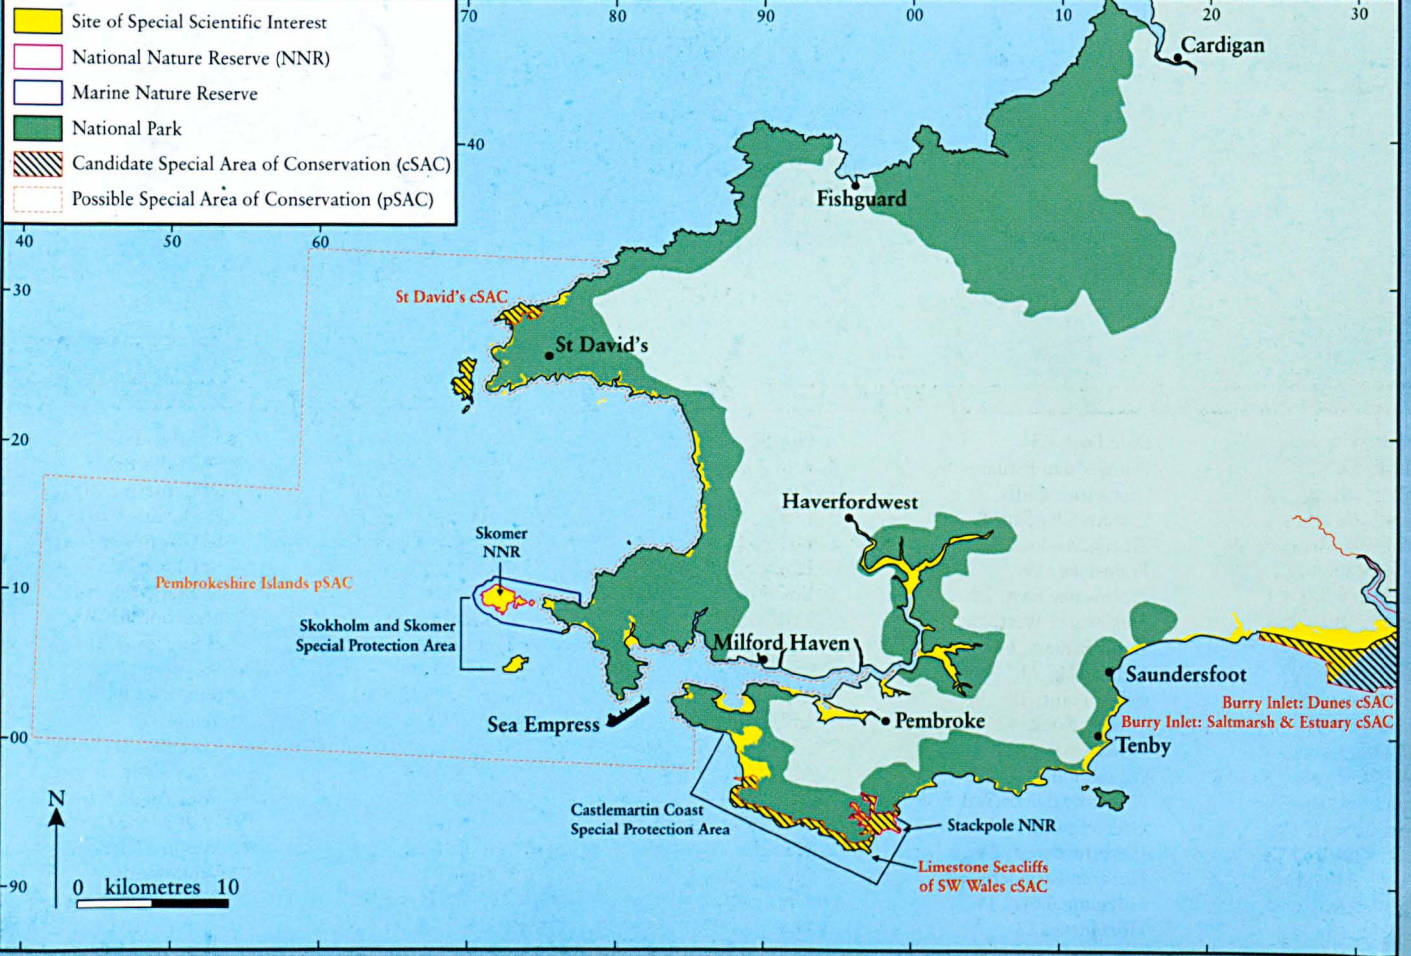 Site of Special Scientific Interest
National Nature Reserve (NNR)
Marine Nature Reserve
National Park
Candidate Special Area of Conservation (cSAC)
Possible Special Area of Conservation (pSAC)
70 80 90 00 10 20 30
40
40 50 60
30
20
10
00
90
Cardigan
Fishguard
St David's cSAC
St David's
Haverfordwest
Skomer
NNR
Pembrokeshire Islands pSAC
Skokholm and Skomer
Special Protection Area
Milford Haven
Saundersfoot
Burry Inlet: Dunes cSAC
Burry Inlet: Saltmarsh & Estuary cSAC
Sea Empress
Pembroke
Tenby
Castlemartin Coast
Special Protection Area
Stackpole NNR
Limestone Seacliffs
of SW Wales cSAC
N
0 kilometres 10